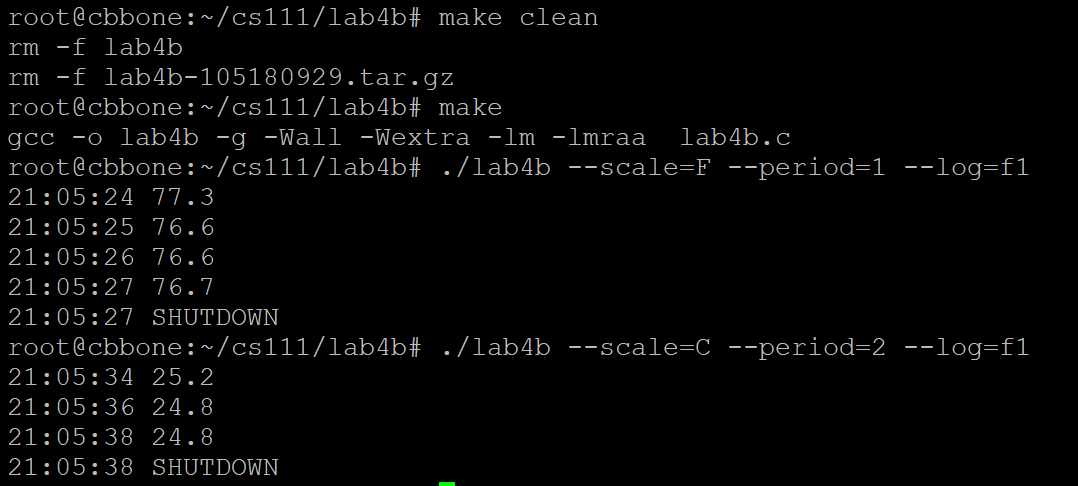 root@cbbone:~/cs111/lab4b# make clean
rm -f lab4b
rm -f lab4b-105180929.tar.gz
root@cbbone:~/cs111/lab4b# make
gcc -o lab4b -g -Wall -Wextra -lm -lmraa  lab4b.c
root@cbbone:~/cs111/lab4b# ./lab4b --scale=F --period=1 --log=f1
21:05:24 77.3
21:05:25 76.6
21:05:26 76.6
21:05:27 76.7
21:05:27 SHUTDOWN
root@cbbone:~/cs111/lab4b# ./lab4b --scale=C --period=2 --log=f1
21:05:34 25.2
21:05:36 24.8
21:05:38 24.8
21:05:38 SHUTDOWN